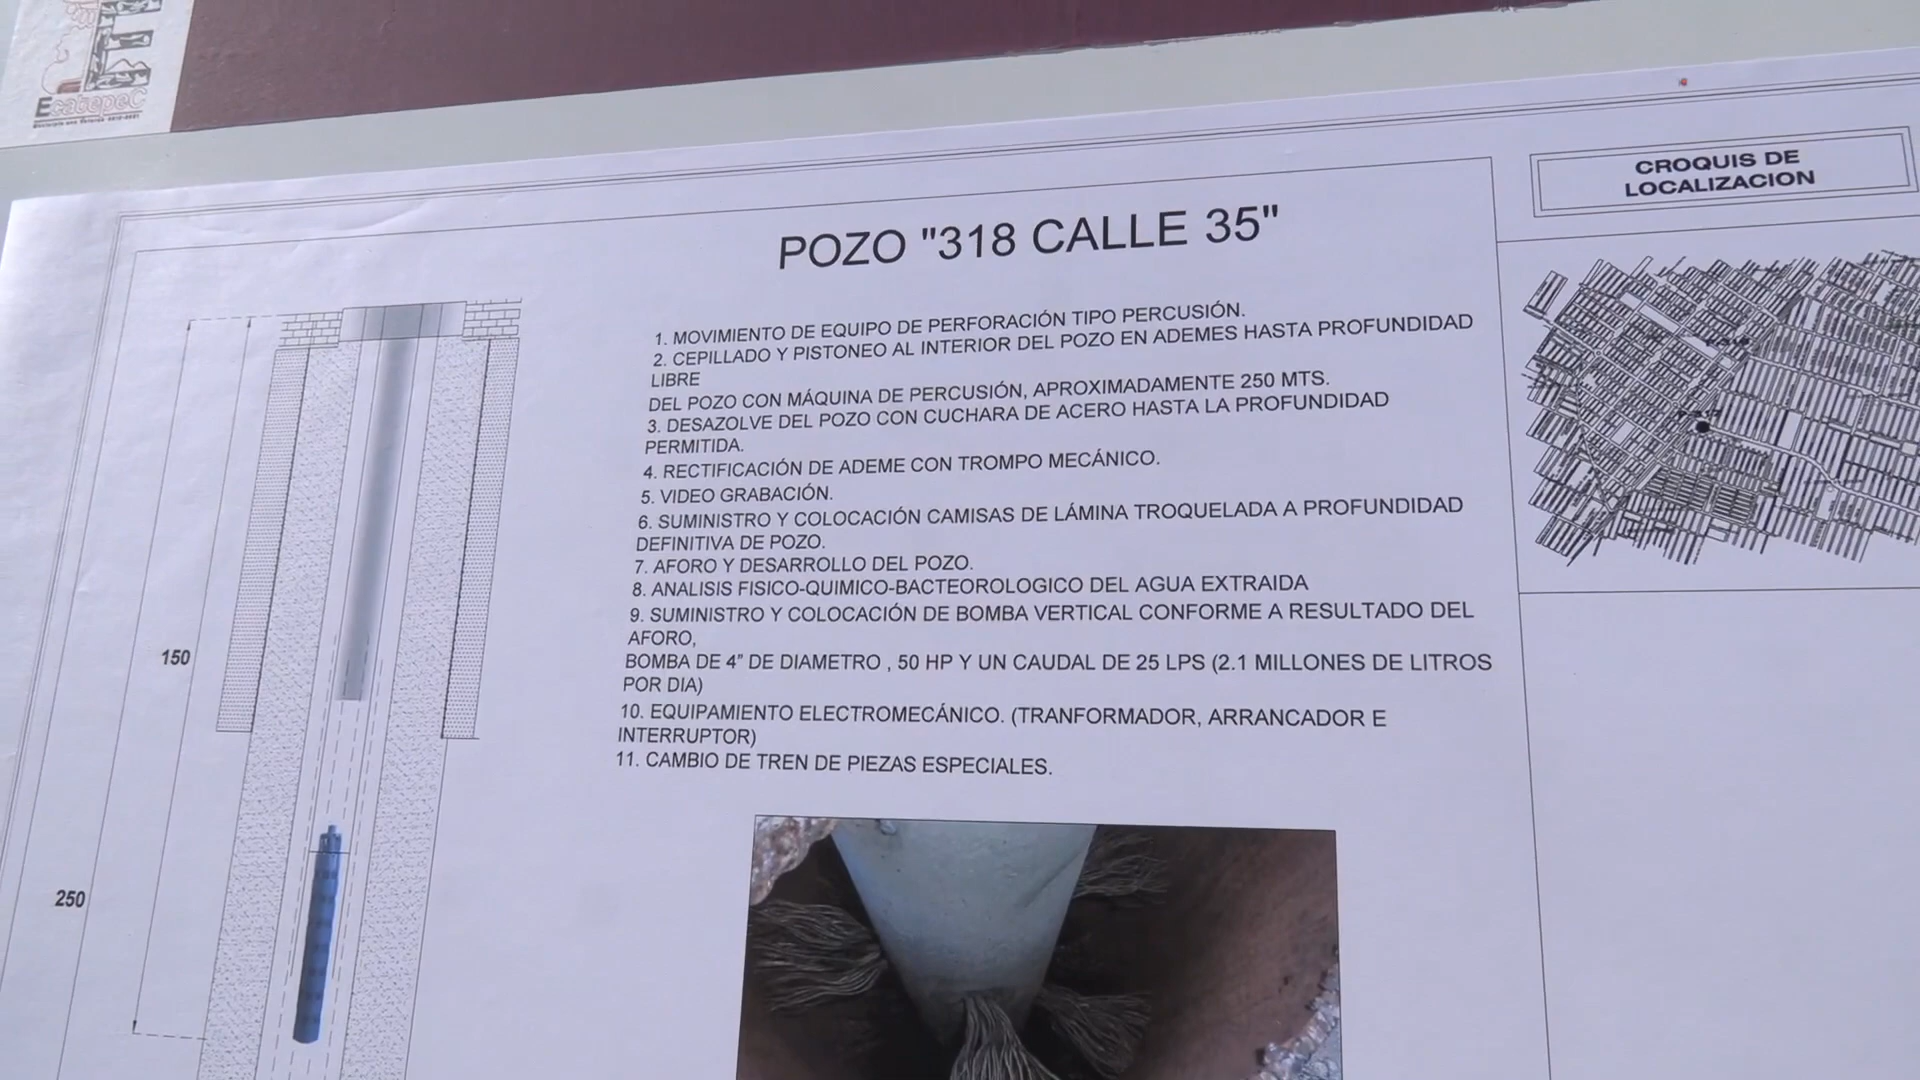 EcatepeC
POZO "318 CALLE 35"
1. MOVIMIENTO DE EQUIPO DE PERFORACIÓN TIPO PERCUSIÓN.
2. CEPILLADO Y PISTONEO AL INTERIOR DEL POZO EN ADEMES HASTA PROFUNDIDAD
LIBRE
DEL POZO CON MÁQUINA DE PERCUSIÓN, APROXIMADAMENTE 250 MTS.
3. DESAZOLVE DEL POZO CON CUCHARA DE ACERO HASTA LA PROFUNDIDAD
PERMITIDA.
4. RECTIFICACIÓN DE ADEME CON TROMPO MECÁNICO.
5. VIDEO GRABACIÓN.
6. SUMINISTRO Y COLOCACIÓN CAMISAS DE LÁMINA TROQUELADA A PROFUNDIDAD
DEFINITIVA DE POZO.
7. AFORO Y DESARROLLO DEL POZO.
8. ANALISIS FISICO-QUIMICO-BACTEOROLOGICO DEL AGUA EXTRAIDA
9. SUMINISTRO Y COLOCACIÓN DE BOMBA VERTICAL CONFORME A RESULTADO DEL
AFORO,
BOMBA DE 4” DE DIAMETRO , 50 HP Y UN CAUDAL DE 25 LPS (2.1 MILLONES DE LITROS
POR DIA)
10. EQUIPAMIENTO ELECTROMECÁNICO. (TRANFORMADOR, ARRANCADOR E
INTERRUPTOR)
11. CAMBIO DE TREN DE PIEZAS ESPECIALES.
150
250
CROQUIS DE
LOCALIZACION